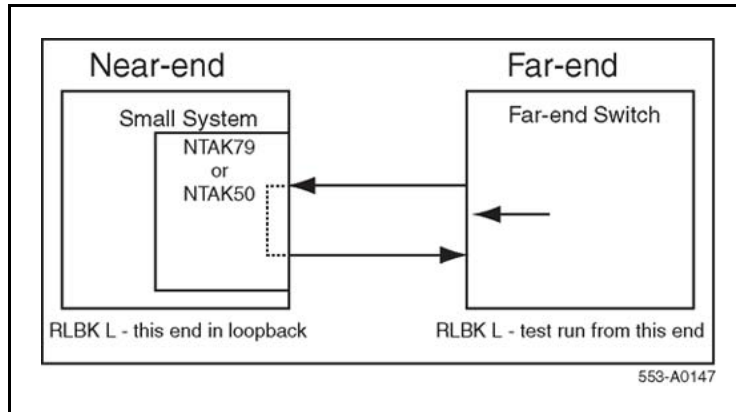 Near-end
Far-end
Small System
NTAK79
or
NTAK50
Far-end Switch
RLBK L - this end in loopback
RLBK L - test run from this end
553-A0147